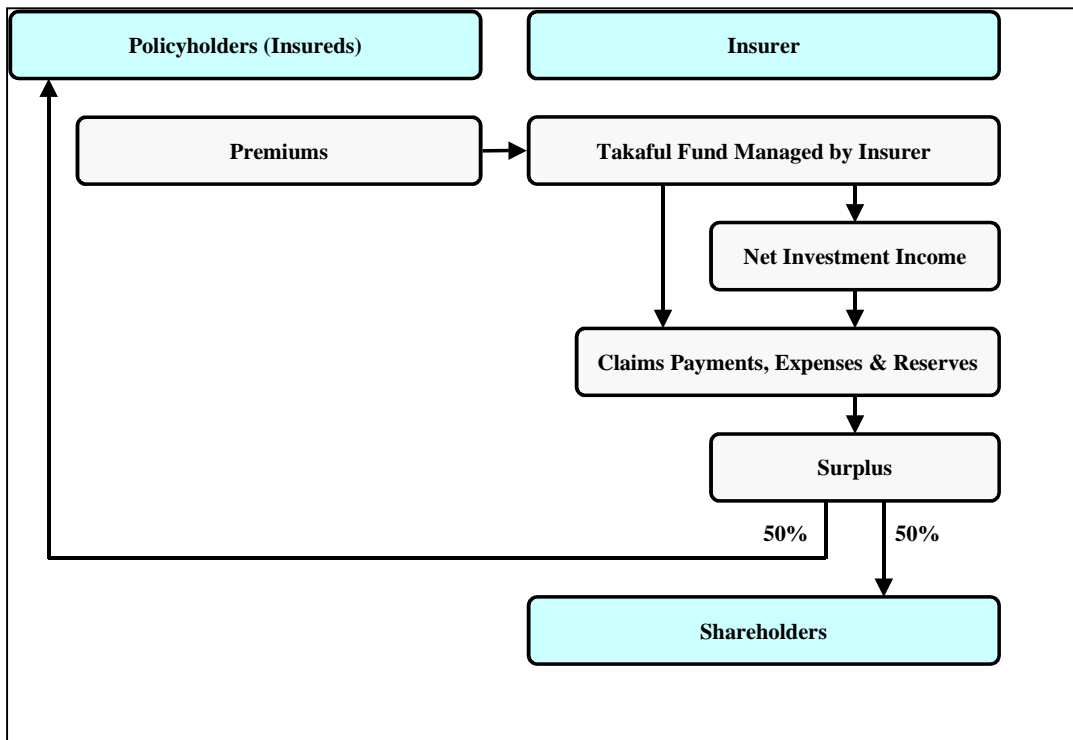 Policyholders (Insureds)
Insurer
Premiums
Takaful Fund Managed by Insurer
Net Investment Income
Claims Payments, Expenses & Reserves
Surplus
50%
50%
Shareholders